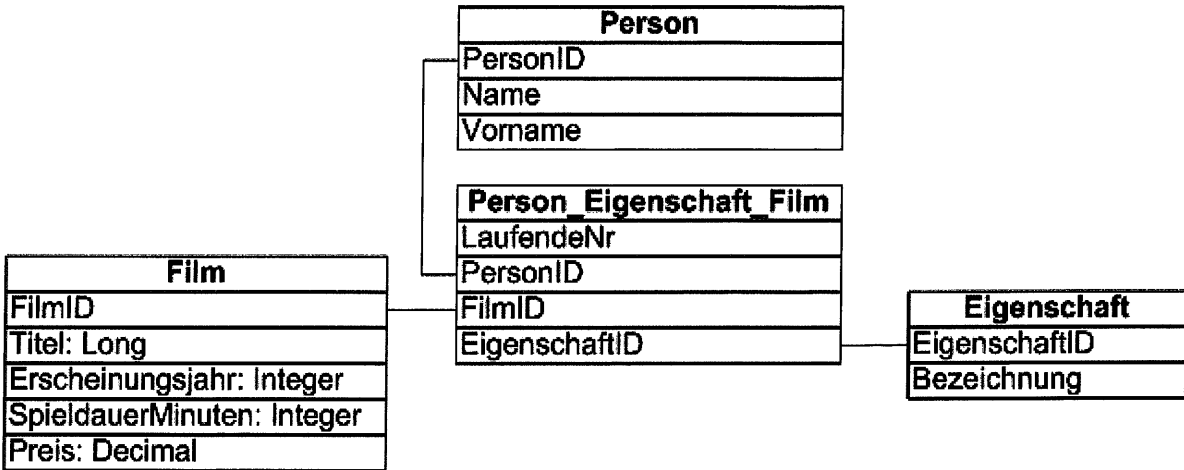 Person
PersonID
Name
Vorname
Person_Eigenschaft_Film
LaufendeNr
PersonID
FilmID
EigenschaftID
Film
FilmID
Titel: Long
Erscheinungsjahr: Integer
SpieldauerMinuten: Integer
Preis: Decimal
Eigenschaft
EigenschaftID
Bezeichnung